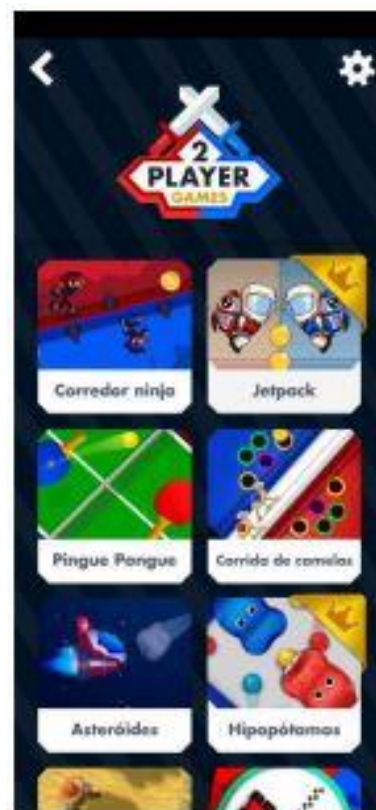 2
PLAYER
GAMES
Corredor ninja
Jetpack
Pingue Pongue
Corrida de camelos
Asteróides
Hipopótamos